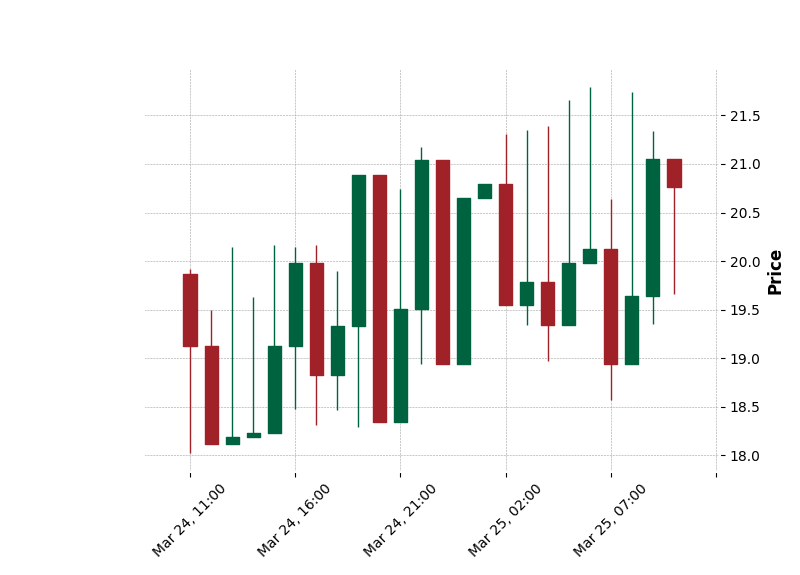 21.5
21.0
20.5
20.0
19.5
19.0
18.5
18.0
Price
Mar 24, 11:00
Mar 24, 16:00
Mar 24, 21:00
Mar 25, 02:00
Mar 25, 07:00